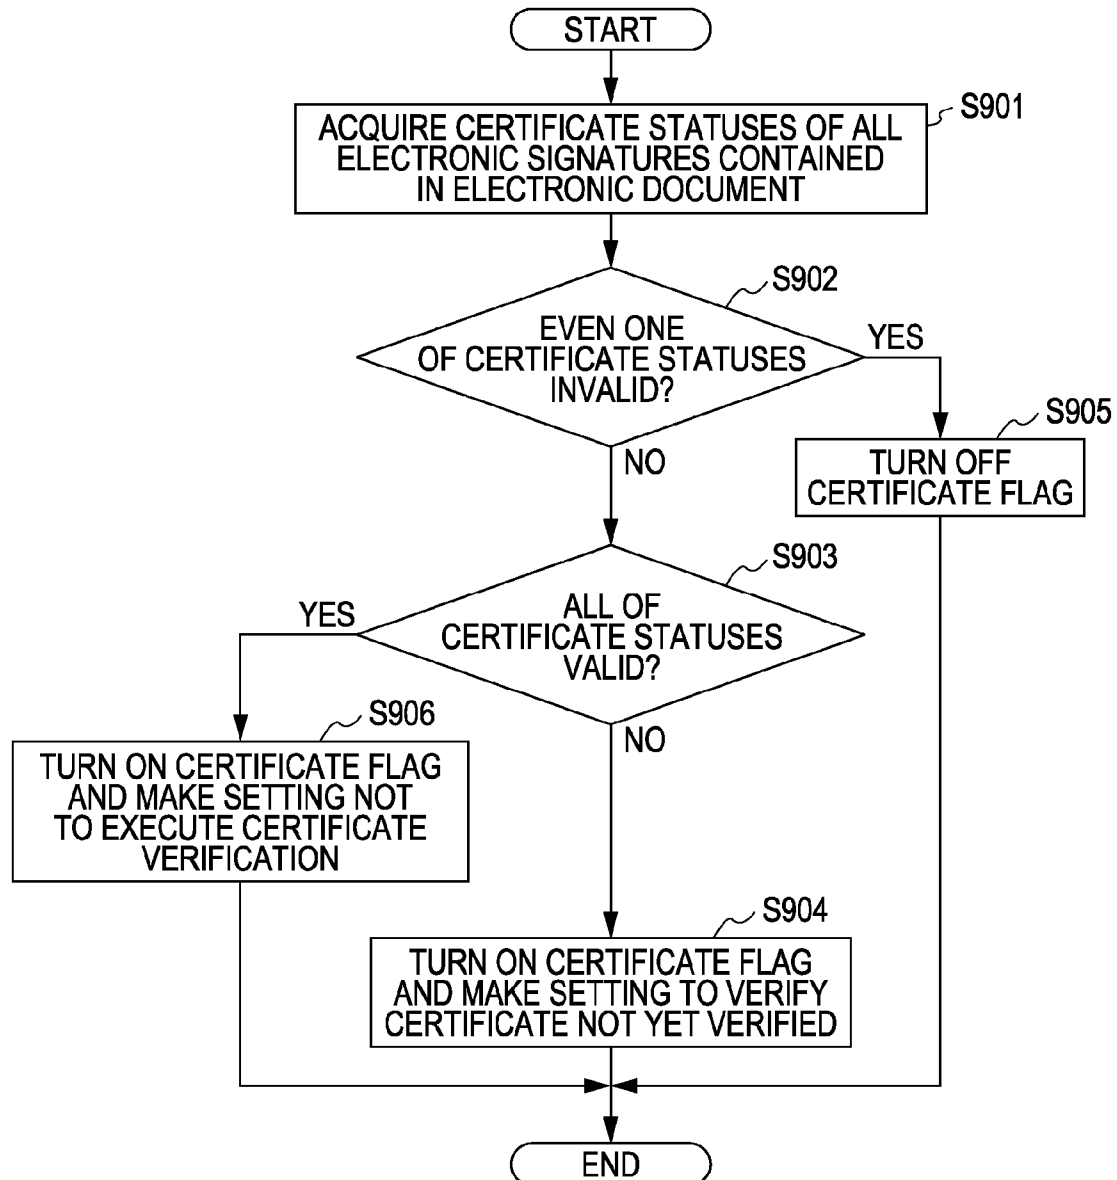 START
S901
ACQUIRE CERTIFICATE STATUSES OF ALL
ELECTRONIC SIGNATURES CONTAINED
IN ELECTRONIC DOCUMENT
S902
EVEN ONE
OF CERTIFICATE STATUSES
INVALID?
YES
NO
S905
TURN OFF
CERTIFICATE FLAG
S903
ALL OF
CERTIFICATE STATUSES
VALID?
YES
NO
S906
TURN ON CERTIFICATE FLAG
AND MAKE SETTING NOT
TO EXECUTE CERTIFICATE
VERIFICATION
S904
TURN ON CERTIFICATE FLAG
AND MAKE SETTING TO VERIFY
CERTIFICATE NOT YET VERIFIED
END